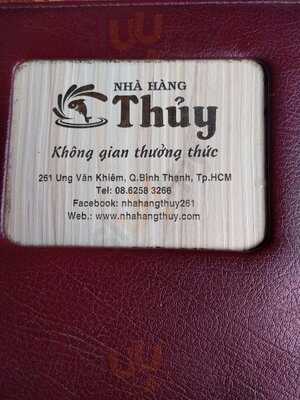 NHÀ HÀNG
Thủy
Không gian thưởng thức
261 Ung Văn Khiêm, Q.Bình Thạnh, Tp.HCM
Tel: 08.6258 3266
Facebook: nhahangthuy261
Web.: www.nhahangthuy.com